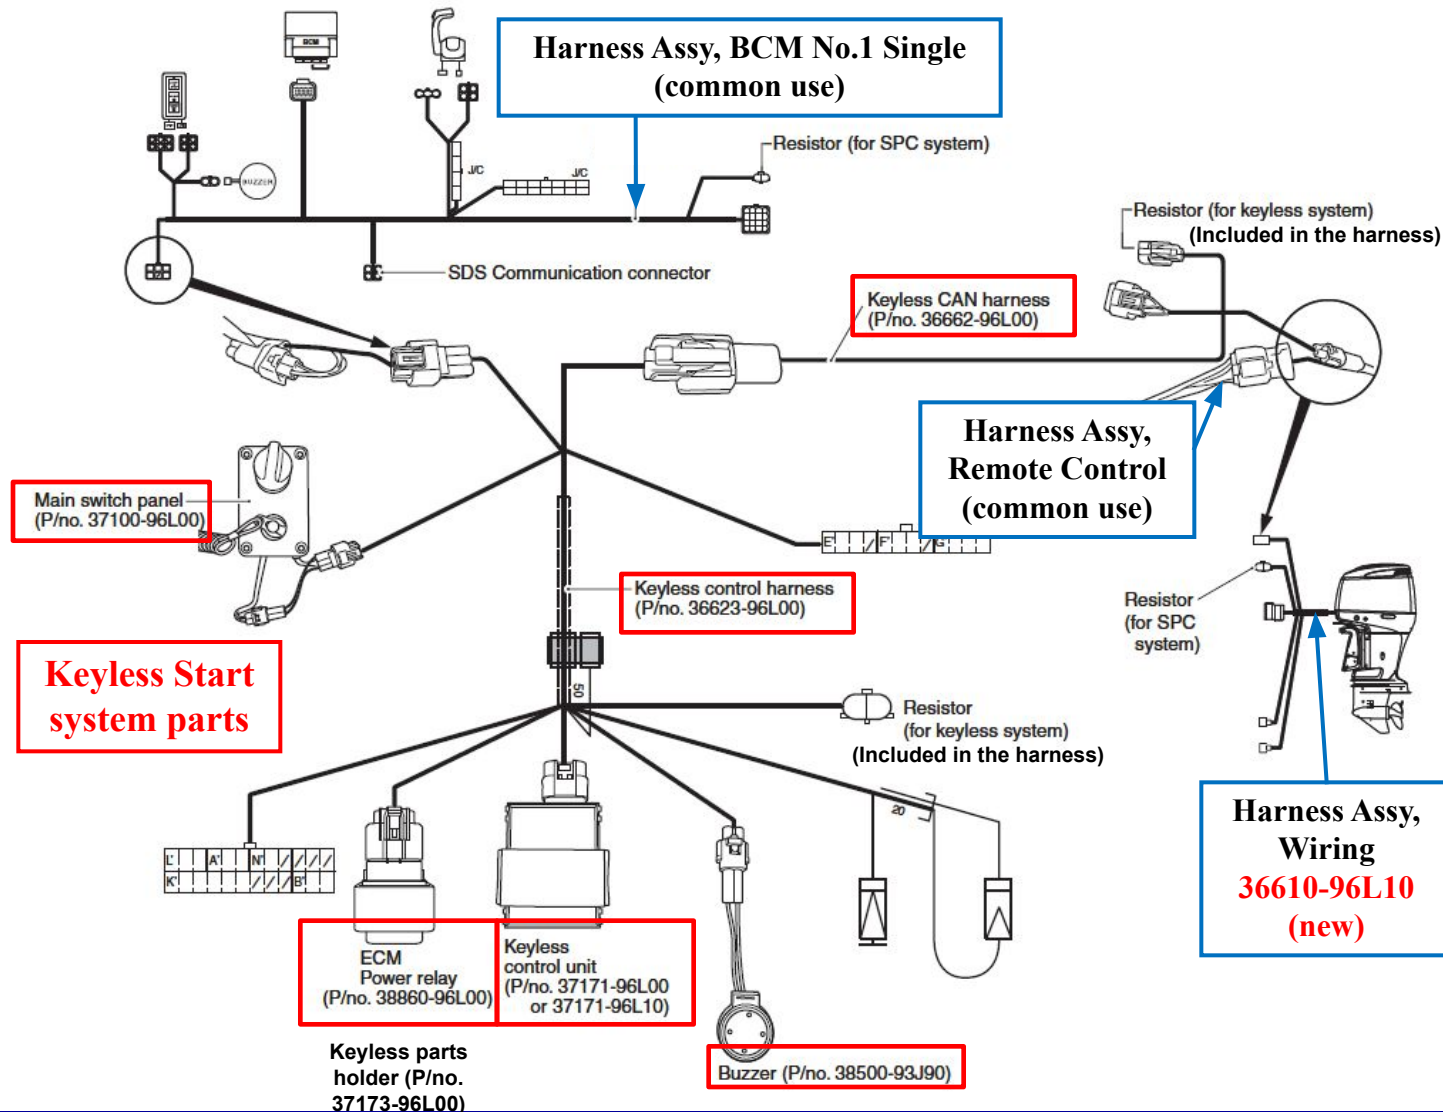 BCM
Harness Assy, BCM No.1 Single
(common use)
BUZZER
J/C
J/C
Resistor (for SPC system)
Resistor (for keyless system)
(Included in the harness)
SDS Communication connector
Keyless CAN harness
(P/no. 36662-96L00)
Harness Assy,
Remote Control
(common use)
Main switch panel
(P/no. 37100-96L00)
E' F' G
Keyless control harness
(P/no. 36623-96L00)
Resistor
(for SPC
system)
Keyless Start
system parts
50
Resistor
(for keyless system)
(Included in the harness)
20
L' A' N'
K' B'
Harness Assy,
Wiring
36610-96L10
(new)
ECM
Power relay
(P/no. 38860-96L00)
Keyless
control unit
(P/no. 37171-96L00
or 37171-96L10)
Keyless parts
holder (P/no.
37173-96L00)
Buzzer (P/no. 38500-93J90)